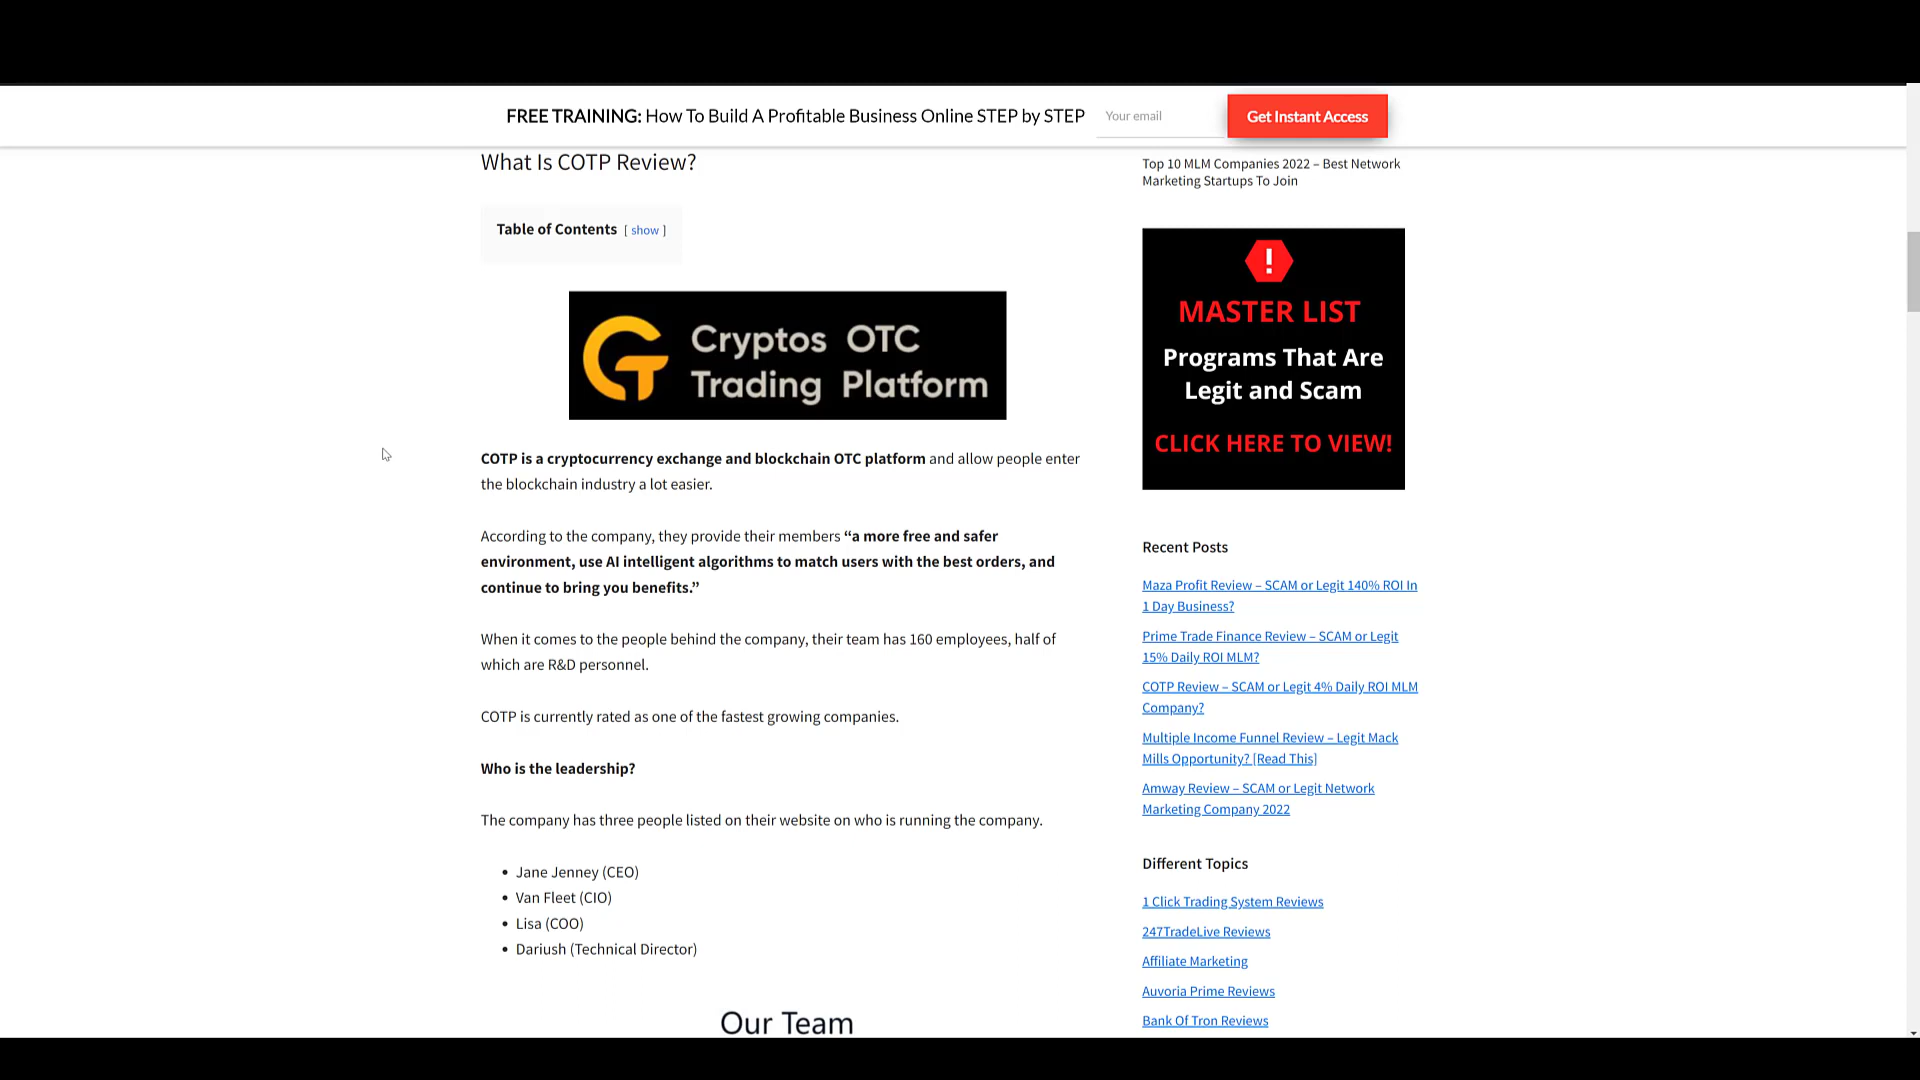 FREE TRAINING: How To Build A Profitable Business Online STEP by STEP
Your email
Get Instant Access
What Is COTP Review?
Table of Contents [ show ]
Cryptos OTC
Trading Platform
COTP is a cryptocurrency exchange and blockchain OTC platform and allow people enter
the blockchain industry a lot easier.
According to the company, they provide their members “a more free and safer
environment, use AI intelligent algorithms to match users with the best orders, and
continue to bring you benefits.”
When it comes to the people behind the company, their team has 160 employees, half of
which are R&D personnel.
COTP is currently rated as one of the fastest growing companies.
Who is the leadership?
The company has three people listed on their website on who is running the company.
• Jane Jenney (CEO)
• Van Fleet (CIO)
• Lisa (COO)
• Dariush (Technical Director)
Our Team
Top 10 MLM Companies 2022 – Best Network
Marketing Startups To Join
!
MASTER LIST
Programs That Are
Legit and Scam
CLICK HERE TO VIEW!
Recent Posts
Maza Profit Review – SCAM or Legit 140% ROI In
1 Day Business?
Prime Trade Finance Review – SCAM or Legit
15% Daily ROI MLM?
COTP Review – SCAM or Legit 4% Daily ROI MLM
Company?
Multiple Income Funnel Review – Legit Mack
Mills Opportunity? [Read This]
Amway Review – SCAM or Legit Network
Marketing Company 2022
Different Topics
1 Click Trading System Reviews
247TradeLive Reviews
Affiliate Marketing
Auvoria Prime Reviews
Bank Of Tron Reviews